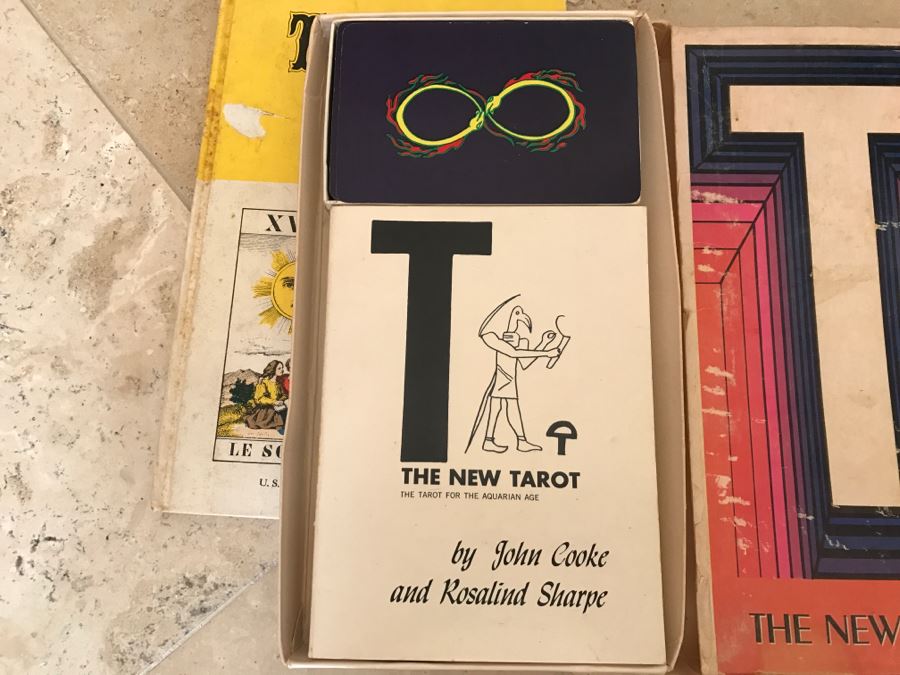 T
XV
LE SO
U. S.
T
THE NEW TAROT
THE TAROT FOR THE AQUARIAN AGE
by John Cooke
and Rosalind Sharpe
T
THE NEW